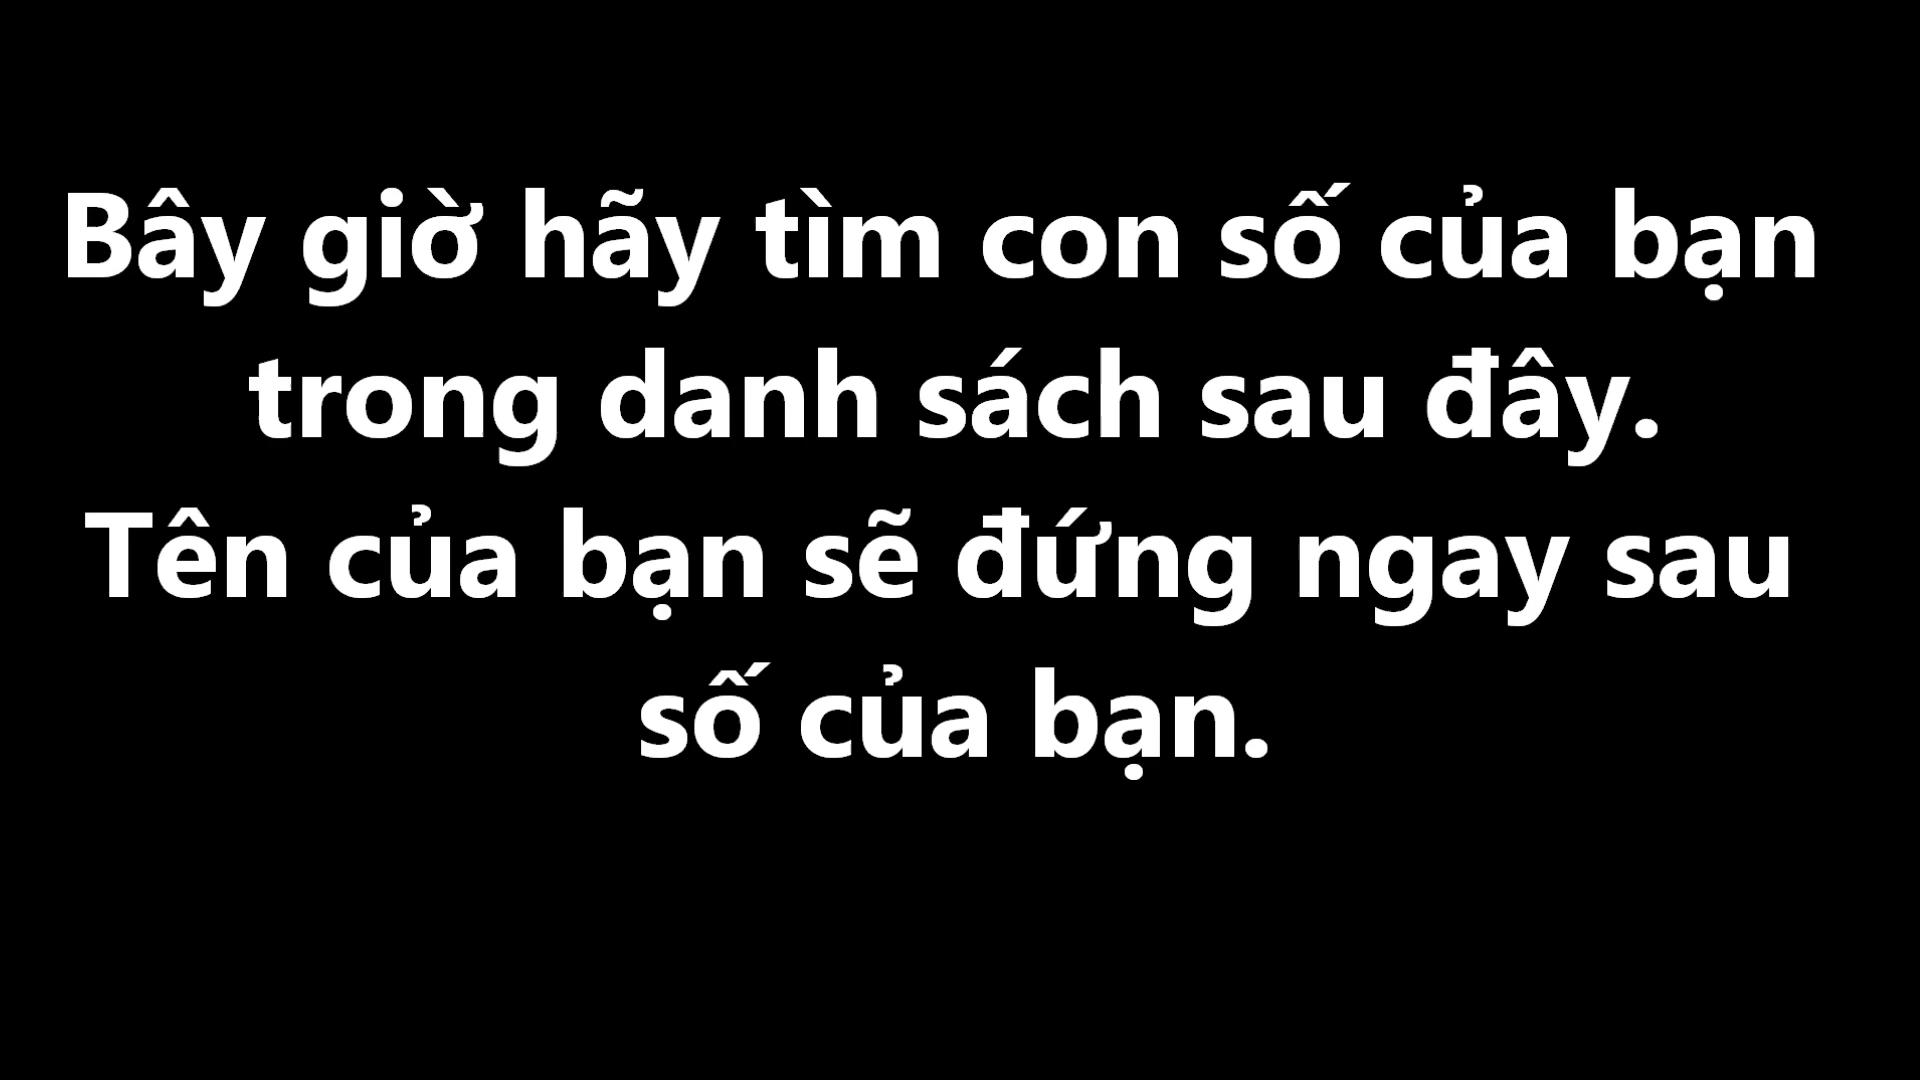 Bây giờ hãy tìm con số của bạn
trong danh sách sau đây.
Tên của bạn sẽ đứng ngay sau
số của bạn.